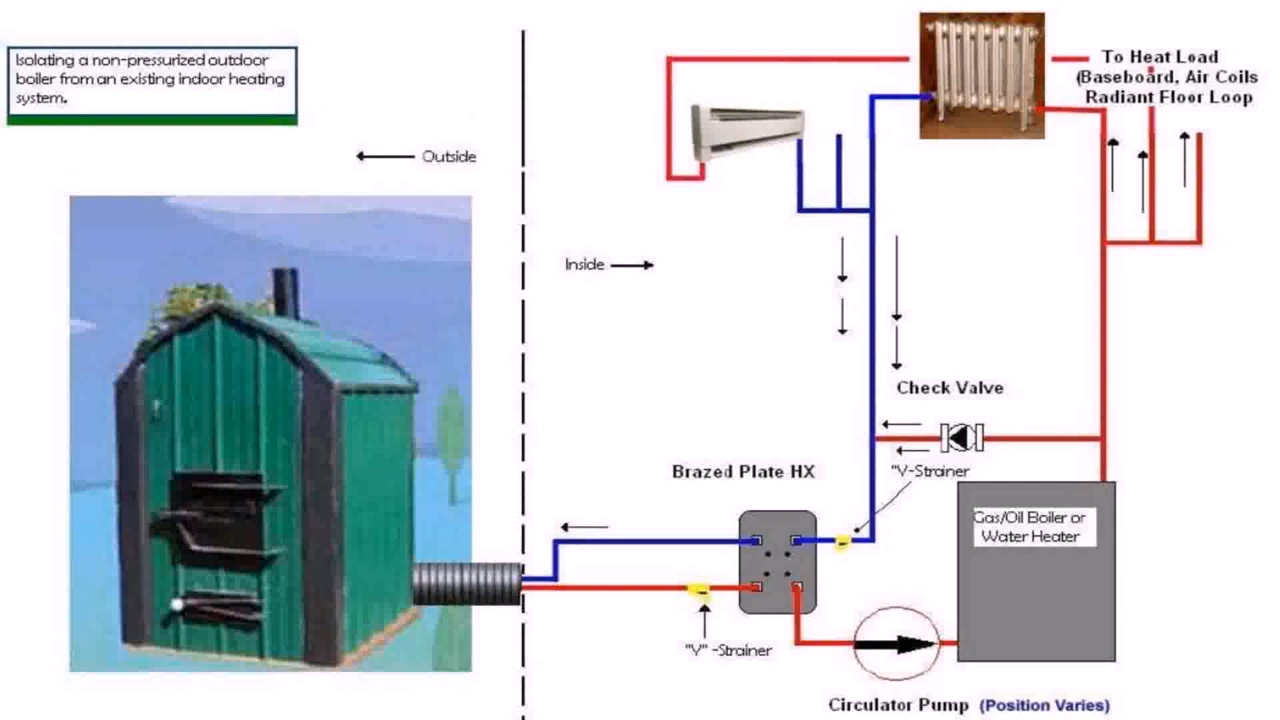 Isolating a non-pressurized outdoor
boiler from an existing indoor heating
system.
Outside
Inside
To Heat Load
(Baseboard, Air Coils
Radiant Floor Loop
Check Valve
"Y-Strainer
Brazed Plate HX
Gas/Oil Boiler or
Water Heater
"Y" -Strainer
Circulator Pump (Position Varies)